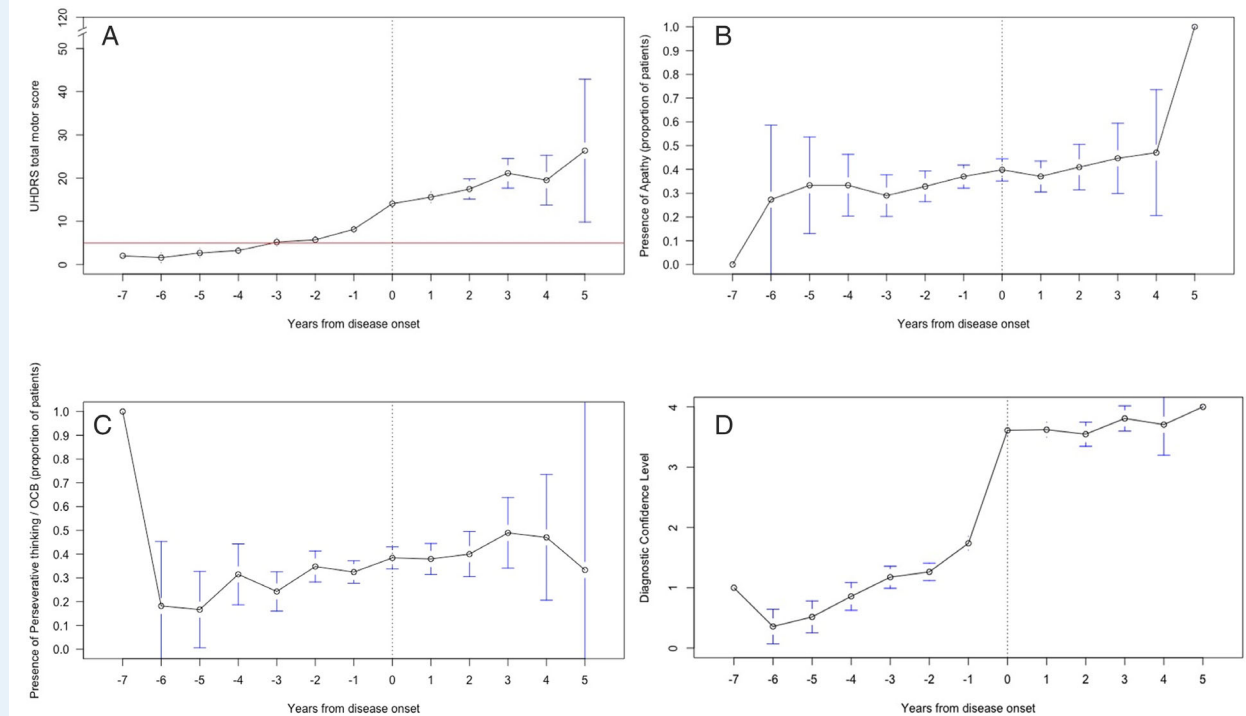 A
UHDRS total motor score
120
50
40
30
20
10
0
-7 -6 -5 -4 -3 -2 -1 0 1 2 3 4 5
Years from disease onset
B
Presence of Apathy (proportion of patients)
1.0
0.9
0.8
0.7
0.6
0.5
0.4
0.3
0.2
0.1
0.0
-7 -6 -5 -4 -3 -2 -1 0 1 2 3 4 5
Years from disease onset
C
Presence of Perseverative thinking / OCB (proportion of patients)
1.0
0.9
0.8
0.7
0.6
0.5
0.4
0.3
0.2
0.1
0.0
-7 -6 -5 -4 -3 -2 -1 0 1 2 3 4 5
Years from disease onset
D
Diagnostic Confidence Level
4
3
2
1
0
-7 -6 -5 -4 -3 -2 -1 0 1 2 3 4 5
Years from disease onset